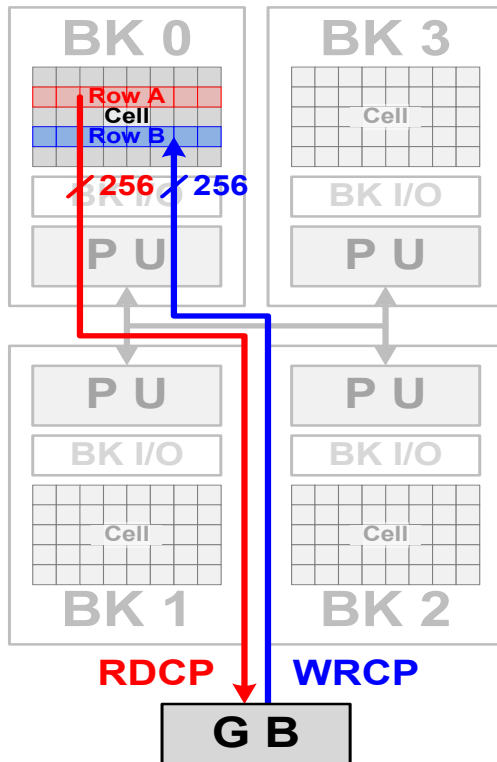 BK 0
BK 3
Row A
Cell
Row B
Cell
256
256
BK I/O
BK I/O
P U
P U
P U
P U
BK I/O
BK I/O
Cell
Cell
BK 1
BK 2
RDCP
WRCP
G B